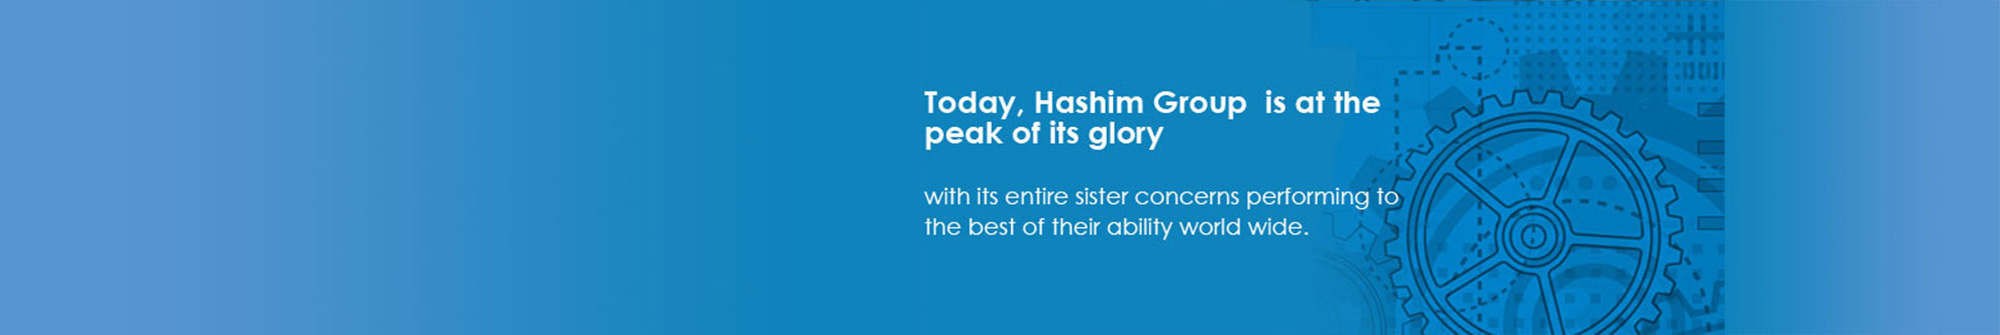 Today, Hashim Group  is at the
peak of its glory
with its entire sister concerns performing to
the best of their ability world wide.